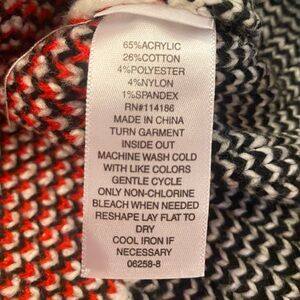 65%ACRYLIC
26%COTTON
4%POLYESTER
4%NYLON
1%SPANDEX
RN#114186
MADE IN CHINA
TURN GARMENT
INSIDE OUT
MACHINE WASH COLD
WITH LIKE COLORS
GENTLE CYCLE
ONLY NON-CHLORINE
BLEACH WHEN NEEDED
RESHAPE LAY FLAT TO
DRY
COOL IRON IF
NECESSARY
06258-8